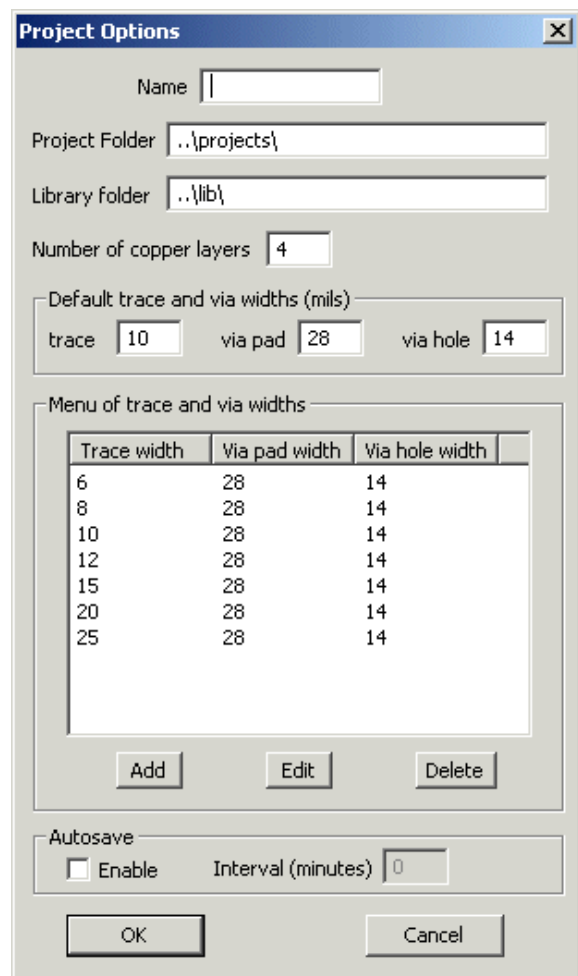 Project Options
Name
Project Folder ..\projects\
Library folder ..\lib\
Number of copper layers 4
Default trace and via widths (mils)
trace 10 via pad 28 via hole 14
Menu of trace and via widths
Trace width Via pad width Via hole width
6 28 14
8 28 14
10 28 14
12 28 14
15 28 14
20 28 14
25 28 14
Add Edit Delete
Autosave
Enable Interval (minutes) 0
OK Cancel